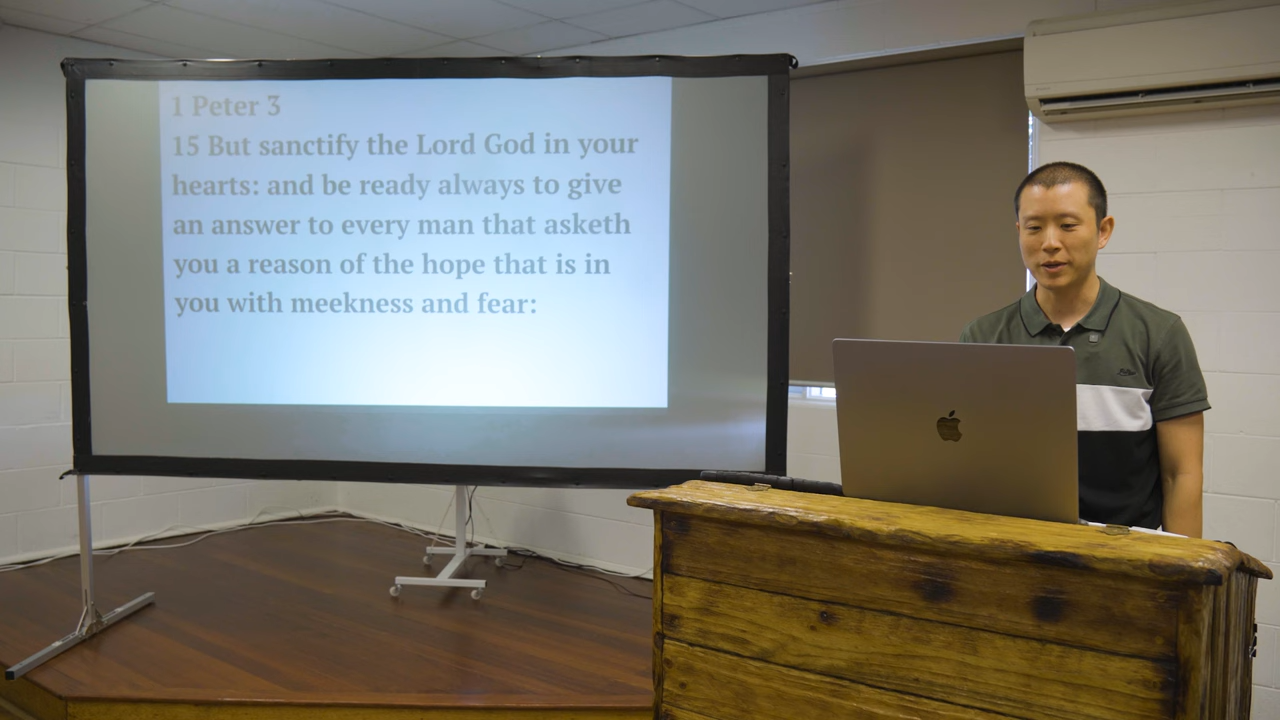 1 Peter 3
15 But sanctify the Lord God in your
hearts: and be ready always to give
an answer to every man that asketh
you a reason of the hope that is in
you with meekness and fear: